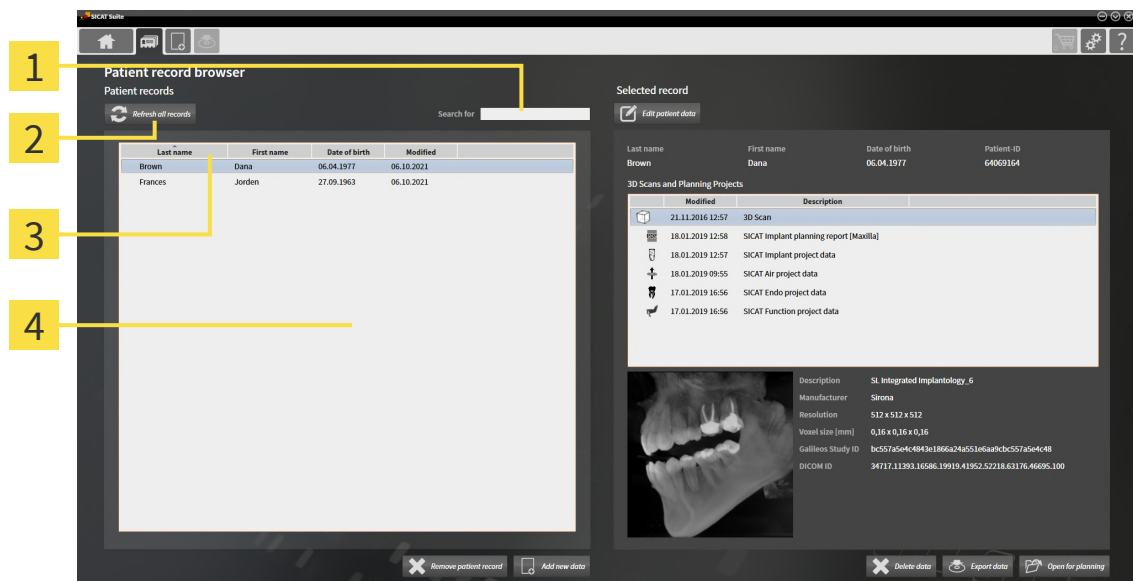 SICAT Suite
1
2
3
4
Patient record browser
Patient records
Refresh all records
Search for
Last name First name Date of birth Modified
Brown Dana 06.04.1977 06.10.2021
Frances Jorden 27.09.1963 06.10.2021
Remove patient record Add new data
Selected record
Edit patient data
Last name First name Date of birth Patient-ID
Brown Dana 06.04.1977 64069164
3D Scans and Planning Projects
Modified Description
21.11.2016 12:57 3D Scan
PDF 18.01.2019 12:58 SICAT Implant planning report [Maxilla]
18.01.2019 12:57 SICAT Implant project data
18.01.2019 09:55 SICAT Air project data
17.01.2019 16:56 SICAT Endo project data
17.01.2019 16:56 SICAT Function project data
Description SL Integrated Implantology_6
Manufacturer Sirona
Resolution 512 x 512 x 512
Voxel size [mm] 0,16 x 0,16 x 0,16
Galileos Study ID bc557a5e4c4843e1866a24a551e6aa9cbc557a5e4c48
DICOM ID 34717.11393.16586.19919.41952.52218.63176.46695.100
Delete data Export data Open for planning